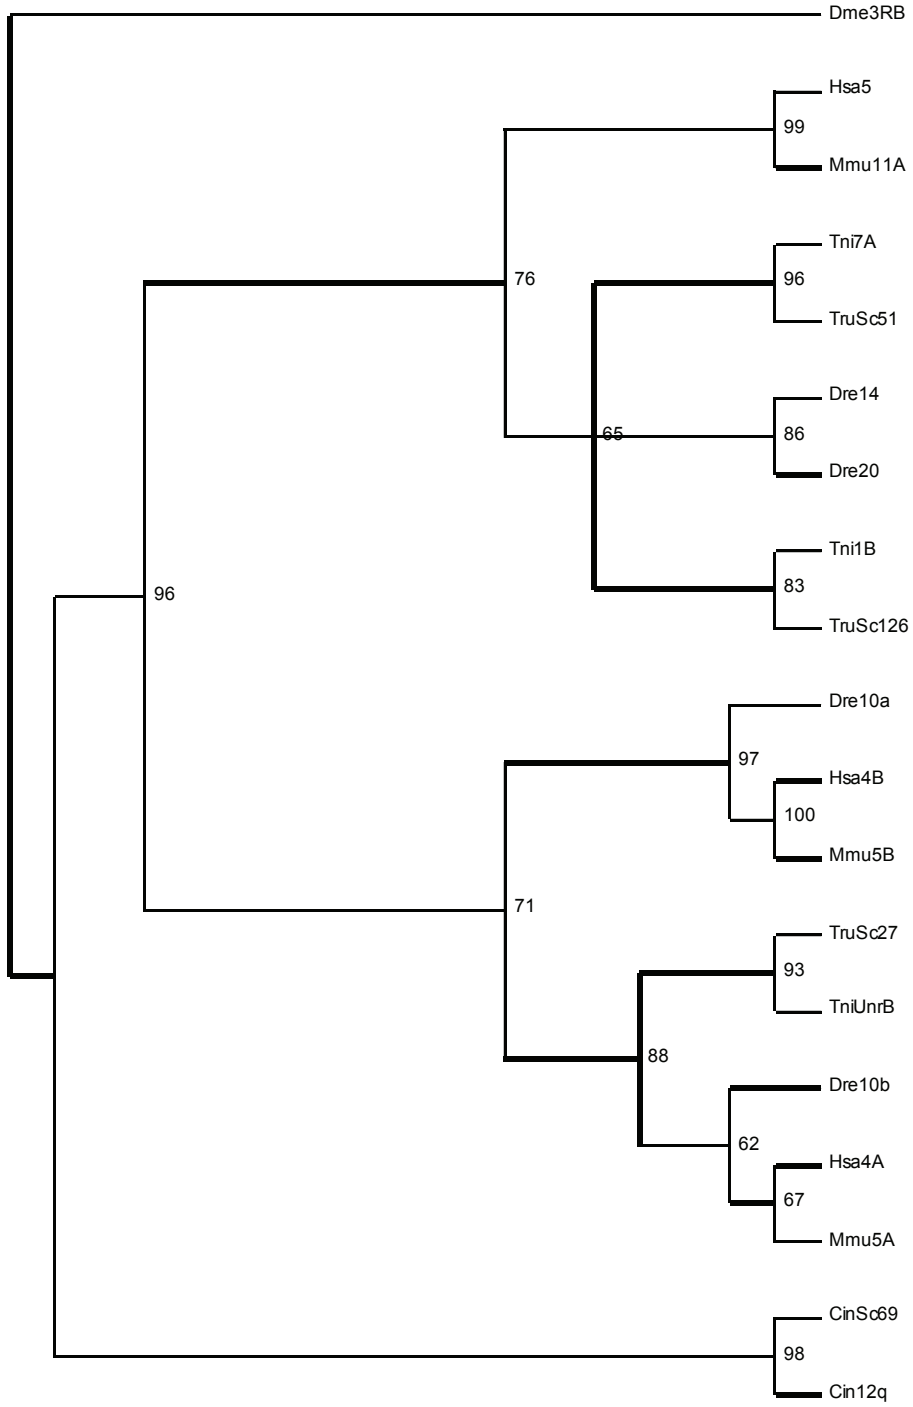 Dme3RB
Hsa5
99
Mmu11A
Tni7A
76
96
TruSc51
Dre14
65
86
Dre20
Tni1B
83
96
TruSc126
Dre10a
97
Hsa4B
100
Mmu5B
71
TruSc27
93
TniUnrB
88
Dre10b
62
Hsa4A
67
Mmu5A
CinSc69
98
Cin12q